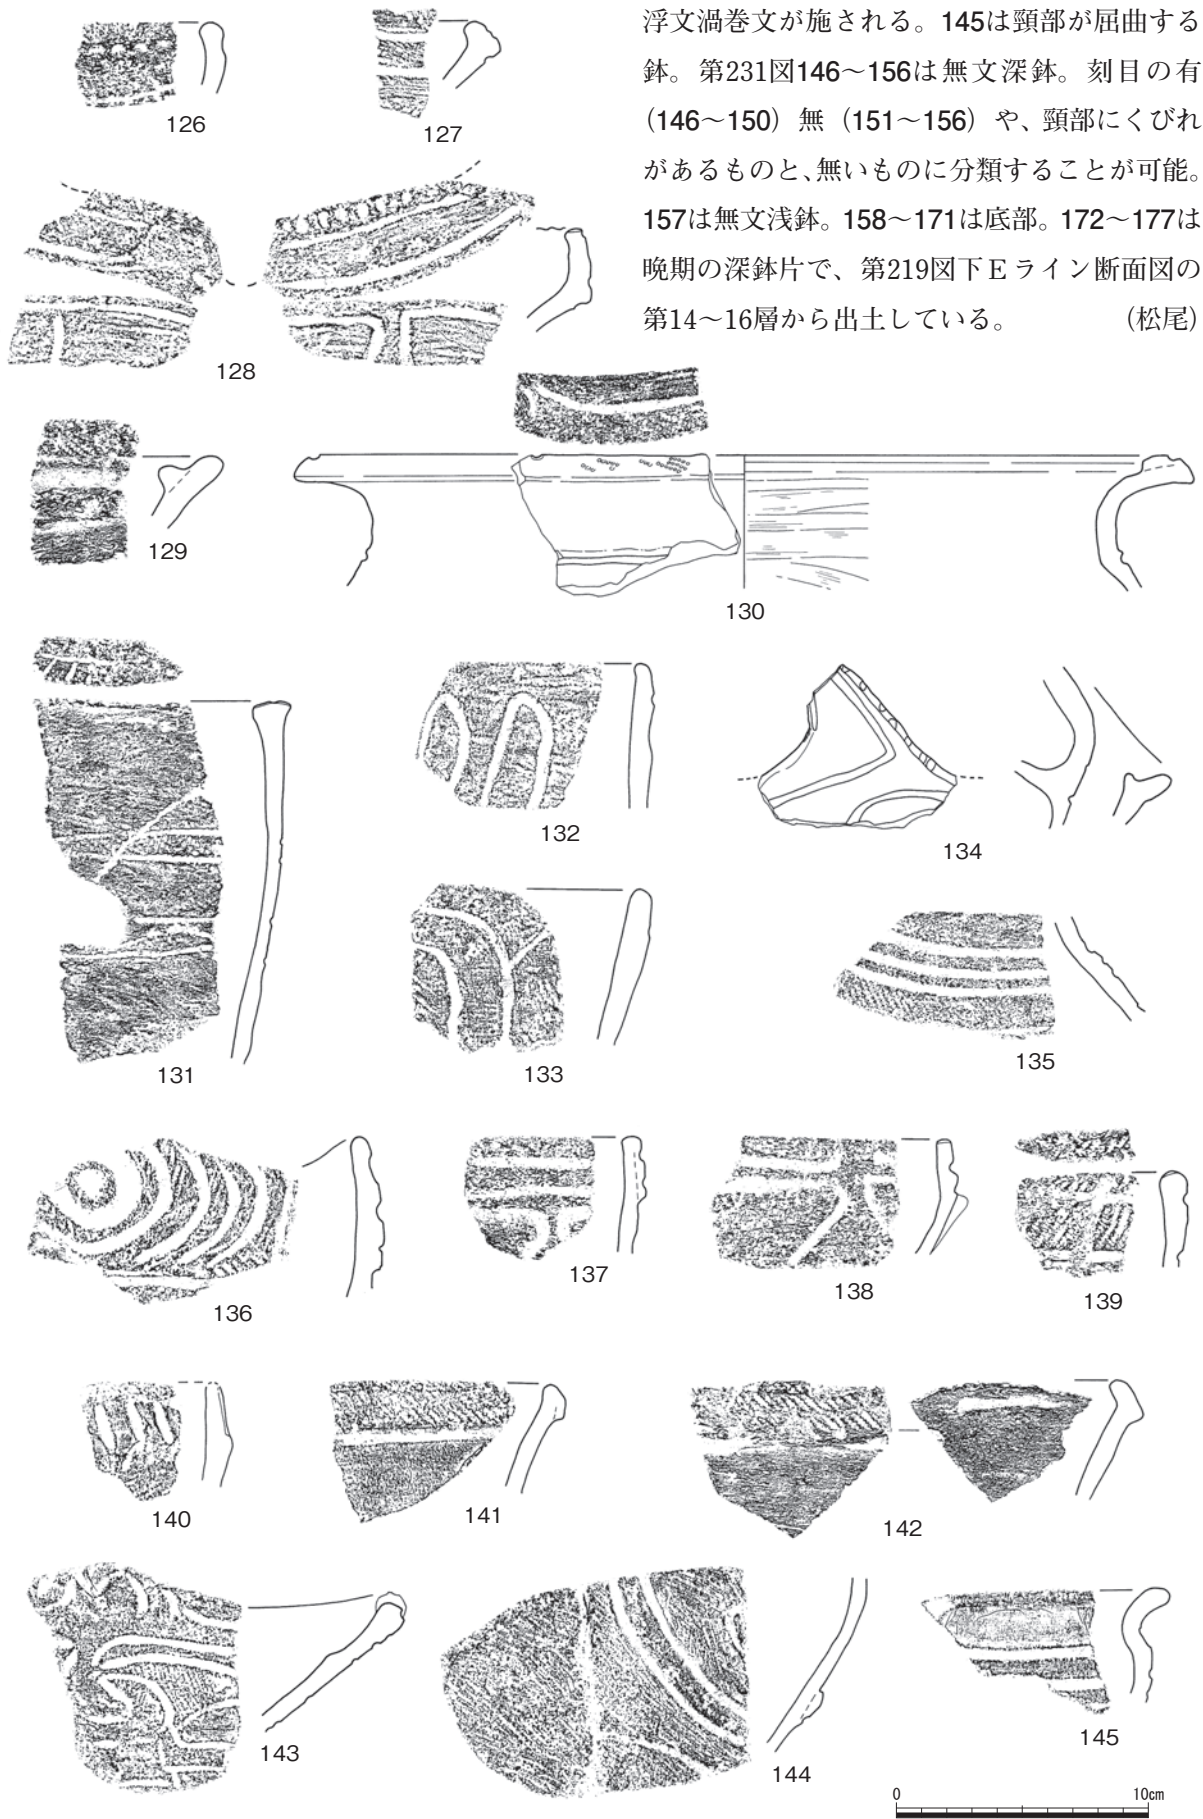 浮文渦巻文が施される。145は頸部が屈曲する
鉢。第231図146〜156は無文深鉢。刻目の有
（146〜150）無（151〜156）や、頸部にくびれ
があるものと、無いものに分類することが可能。
157は無文浅鉢。158〜171は底部。172〜177は
晩期の深鉢片で、第219図下Ｅライン断面図の
第14〜16層から出土している。（松尾）
126
127
128
129
130
131
132
133
134
135
136
137
138
139
140
141
142
143
144
145
0 10cm